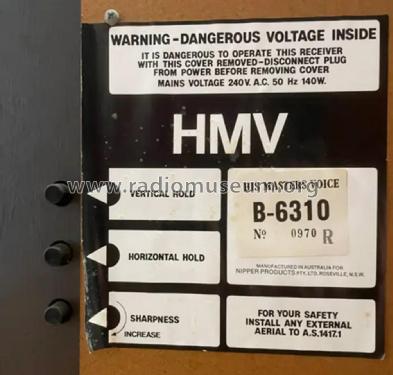 WARNING-DANGEROUS VOLTAGE INSIDE
IT IS DANGEROUS TO OPERATE THIS RECEIVER
WITH THIS COVER REMOVED-DISCONNECT PLUG
FROM POWER BEFORE REMOVING COVER
MAINS VOLTAGE 240V. A.C. 50 Hz 140W.
HMV
www.radiomuseum.org
VERTICAL HOLD
HORIZONTAL HOLD
SHARPNESS
INCREASE
HIS MASTERS VOICE
B-6310
No 0970 R
MANUFACTURED IN AUSTRALIA FOR
NIPPER PRODUCTS PTY. LTD. ROSEVILLE, N.S.W.
FOR YOUR SAFETY
INSTALL ANY EXTERNAL
AERIAL TO A.S.1417.1